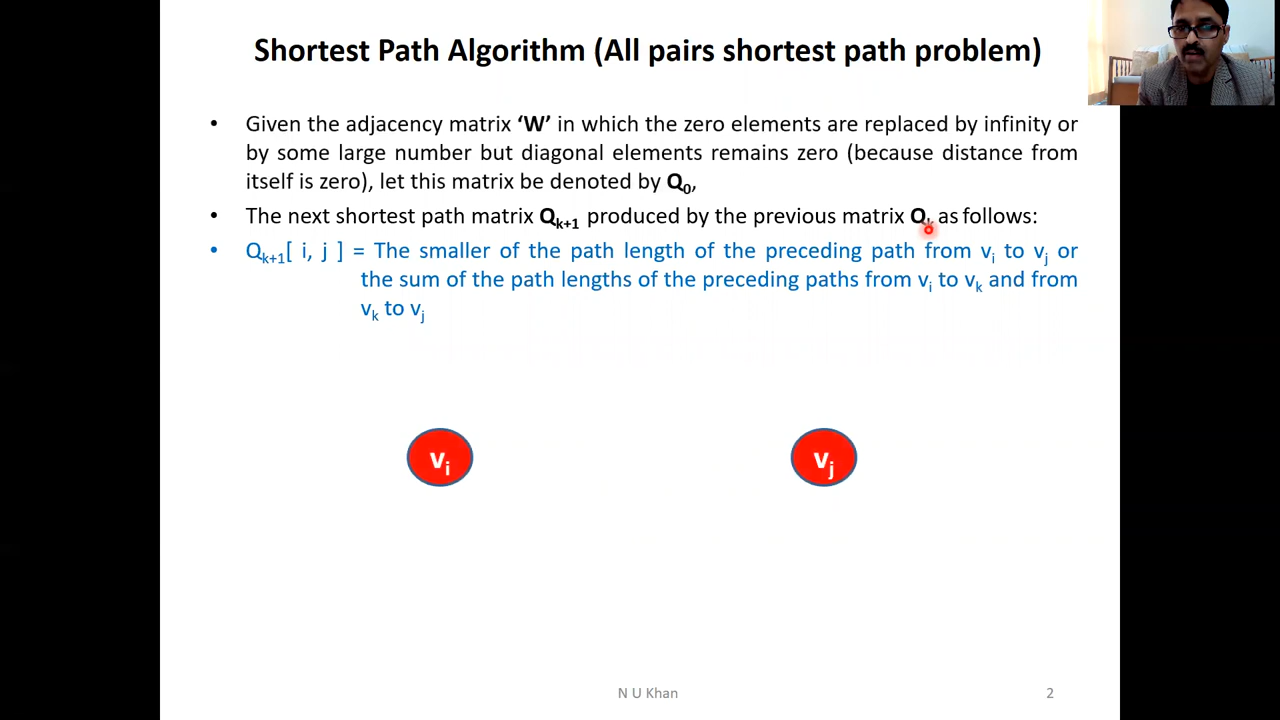 Shortest Path Algorithm (All pairs shortest path problem)
• Given the adjacency matrix ‘W’ in which the zero elements are replaced by infinity or
by some large number but diagonal elements remains zero (because distance from
itself is zero), let this matrix be denoted by Q0,
• The next shortest path matrix Qk+1 produced by the previous matrix Qk as follows:
• Qk+1[ i, j ] = The smaller of the path length of the preceding path from vi to vj or
the sum of the path lengths of the preceding paths from vi to vk and from
vk to vj
vi
vj
N U Khan
2